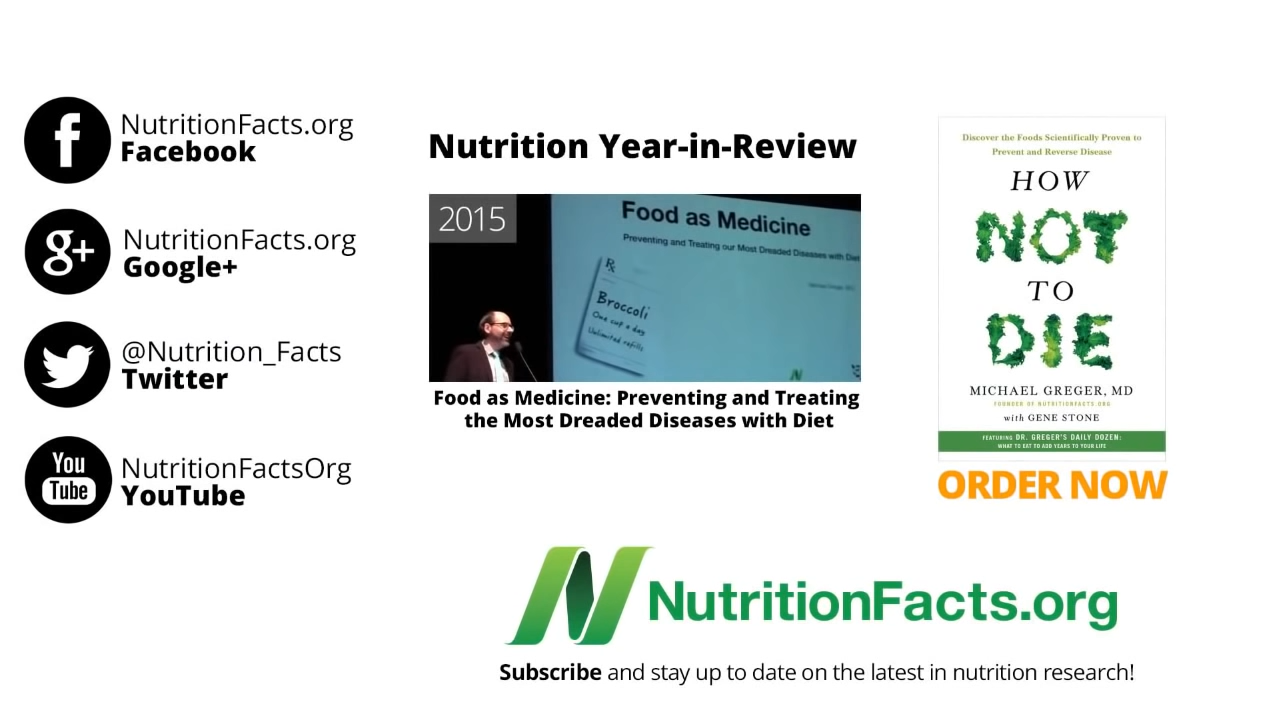 f
NutritionFacts.org
Facebook
g+
NutritionFacts.org
Google+
@Nutrition_Facts
Twitter
You
Tube
NutritionFactsOrg
YouTube
Nutrition Year-in-Review
2015
Food as Medicine
Preventing and Treating our Most Dreaded Diseases with Diet
Rx
Broccoli
One cup a day
Unlimited refills
Food as Medicine: Preventing and Treating
the Most Dreaded Diseases with Diet
Discover the Foods Scientifically Proven to
Prevent and Reverse Disease
HOW
NOT
TO
DIE
MICHAEL GREGER, MD
FOUNDER OF NUTRITIONFACTS.ORG
with GENE STONE
FEATURING DR. GREGER'S DAILY DOZEN:
WHAT TO EAT TO ADD YEARS TO YOUR LIFE
ORDER NOW
NutritionFacts.org
Subscribe and stay up to date on the latest in nutrition research!